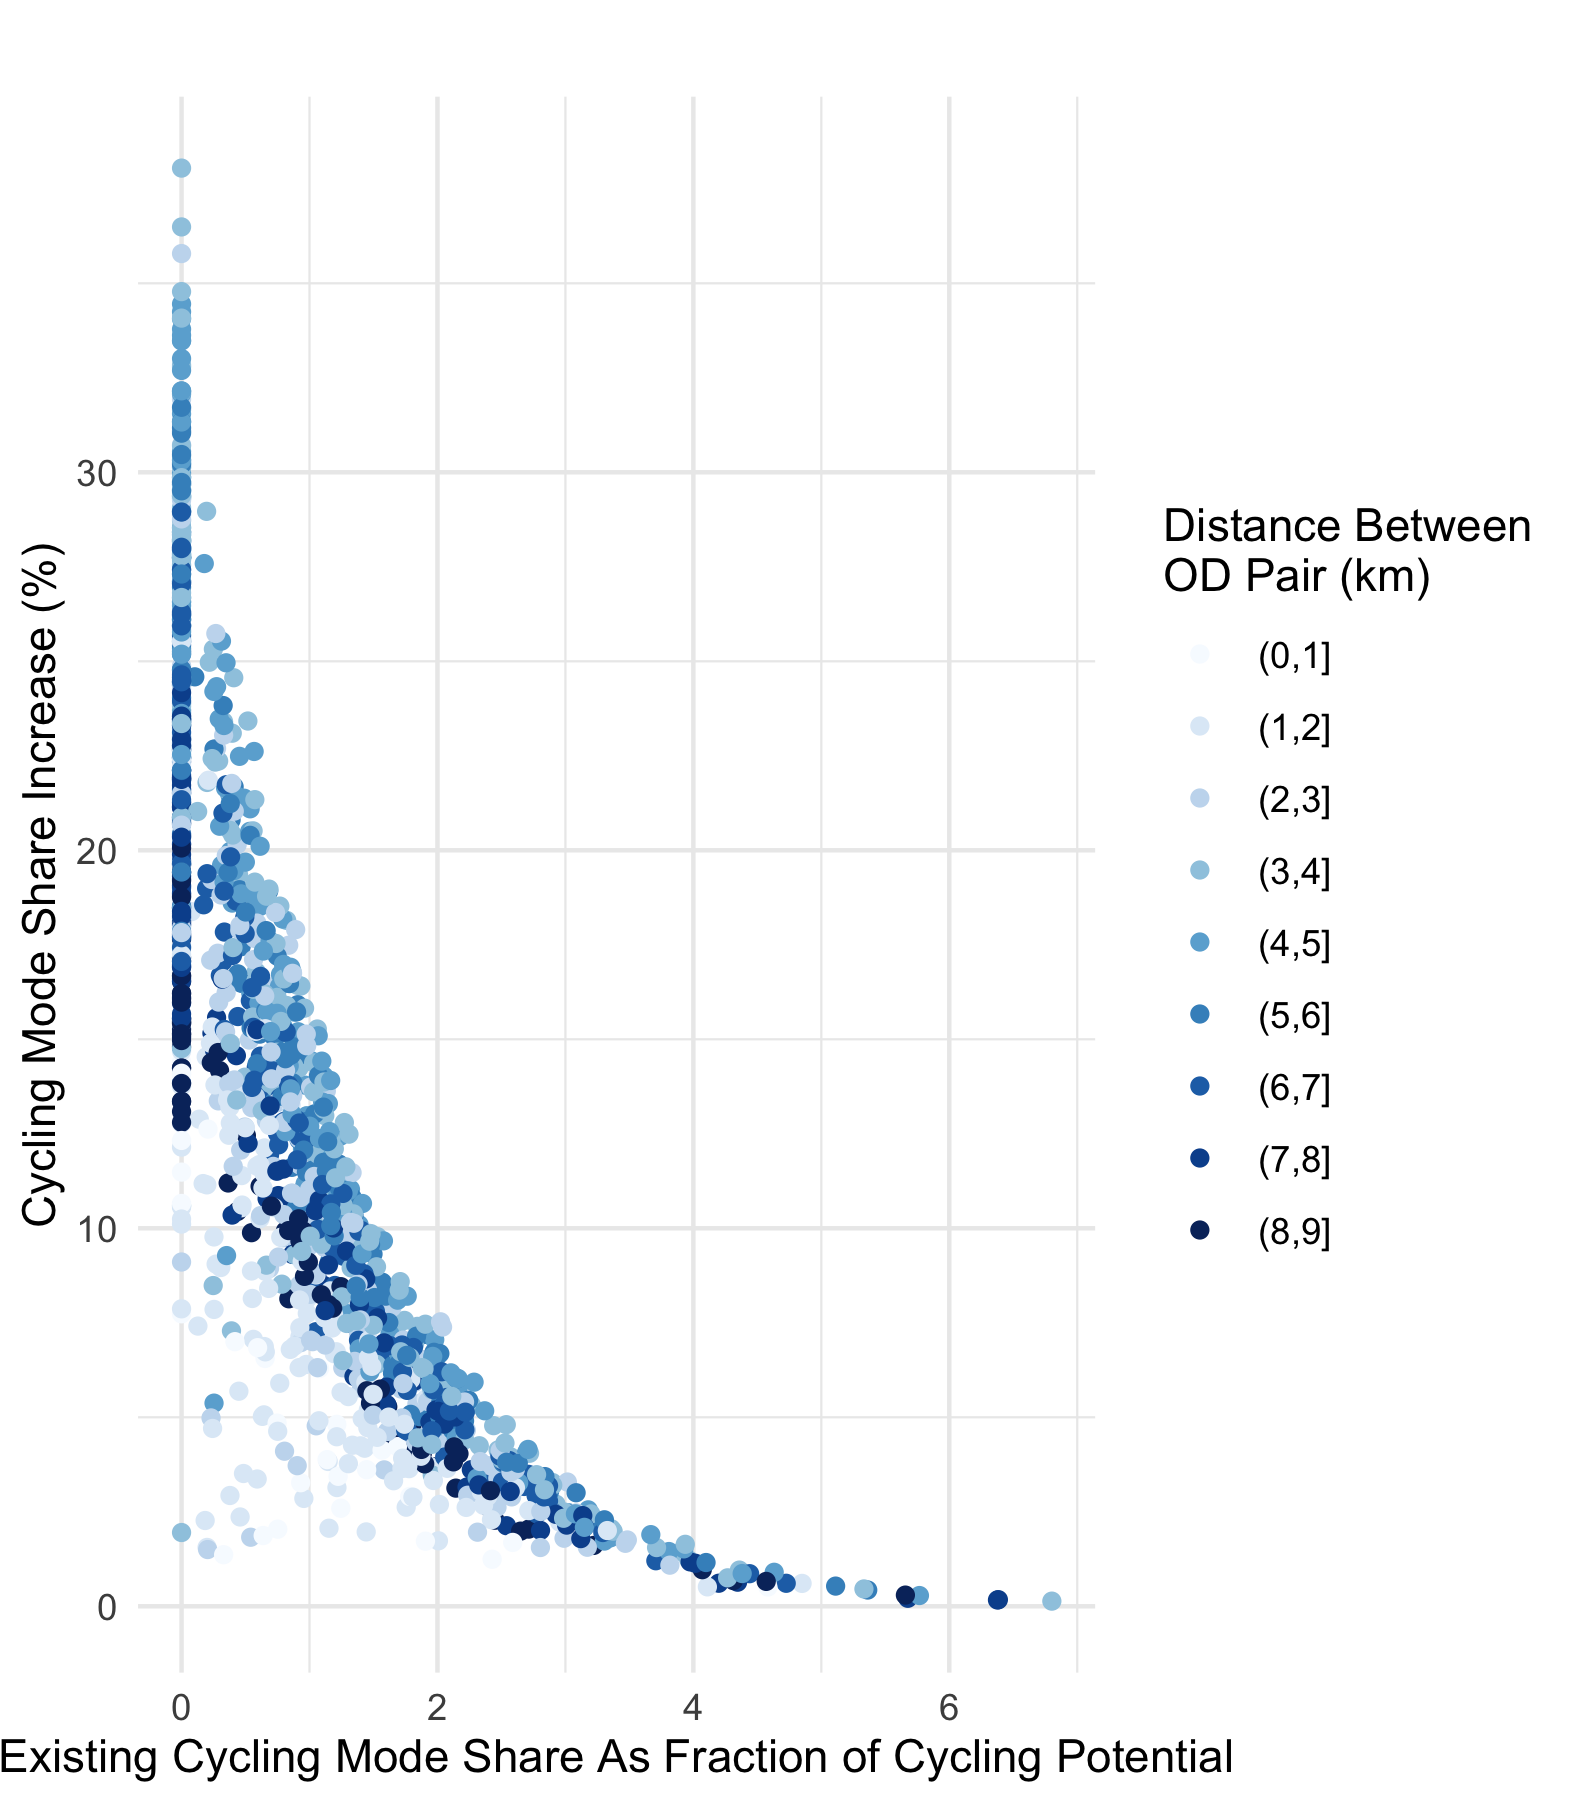 Cycling Mode Share Increase (%)
30
20
10
0
0 2 4 6
Existing Cycling Mode Share As Fraction of Cycling Potential
Distance Between
OD Pair (km)
(0,1]
(1,2]
(2,3]
(3,4]
(4,5]
(5,6]
(6,7]
(7,8]
(8,9]